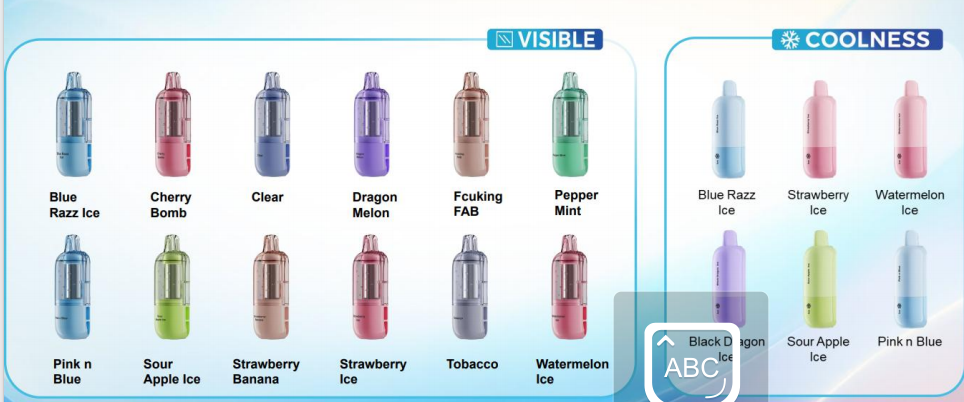 VISIBLE
Blue
Razz Ice
Cherry
Bomb
Clear
Dragon
Melon
Fcuking
FAB
Pepper
Mint
Pink n
Blue
Sour
Apple Ice
Strawberry
Banana
Strawberry
Ice
Tobacco
Watermelon
Ice
COOLNESS
Blue Razz
Ice
Strawberry
Ice
Watermelon
Ice
Black Dragon
Ice
Sour Apple
Ice
Pink n Blue
ABC